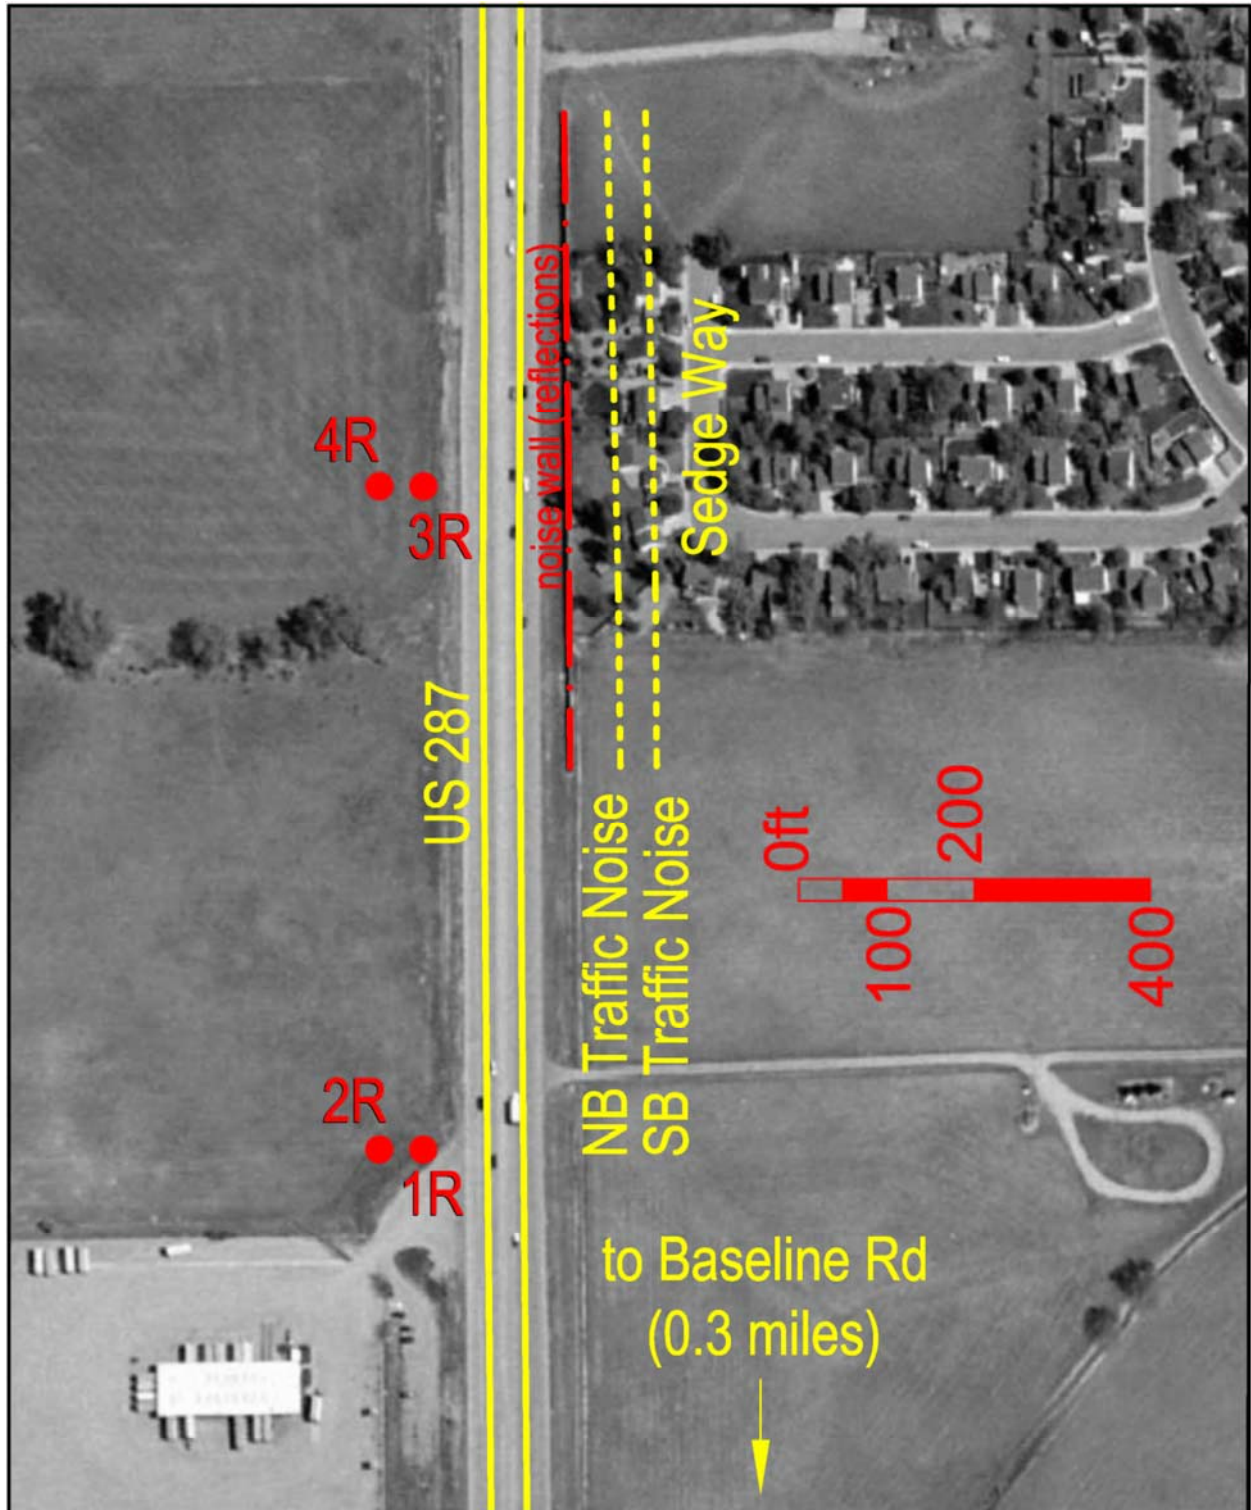 noise wall (reflections)
Sedge Way
4R
3R
US 287
NB Traffic Noise
SB Traffic Noise
0ft
200
100
400
2R
1R
to Baseline Rd
(0.3 miles)